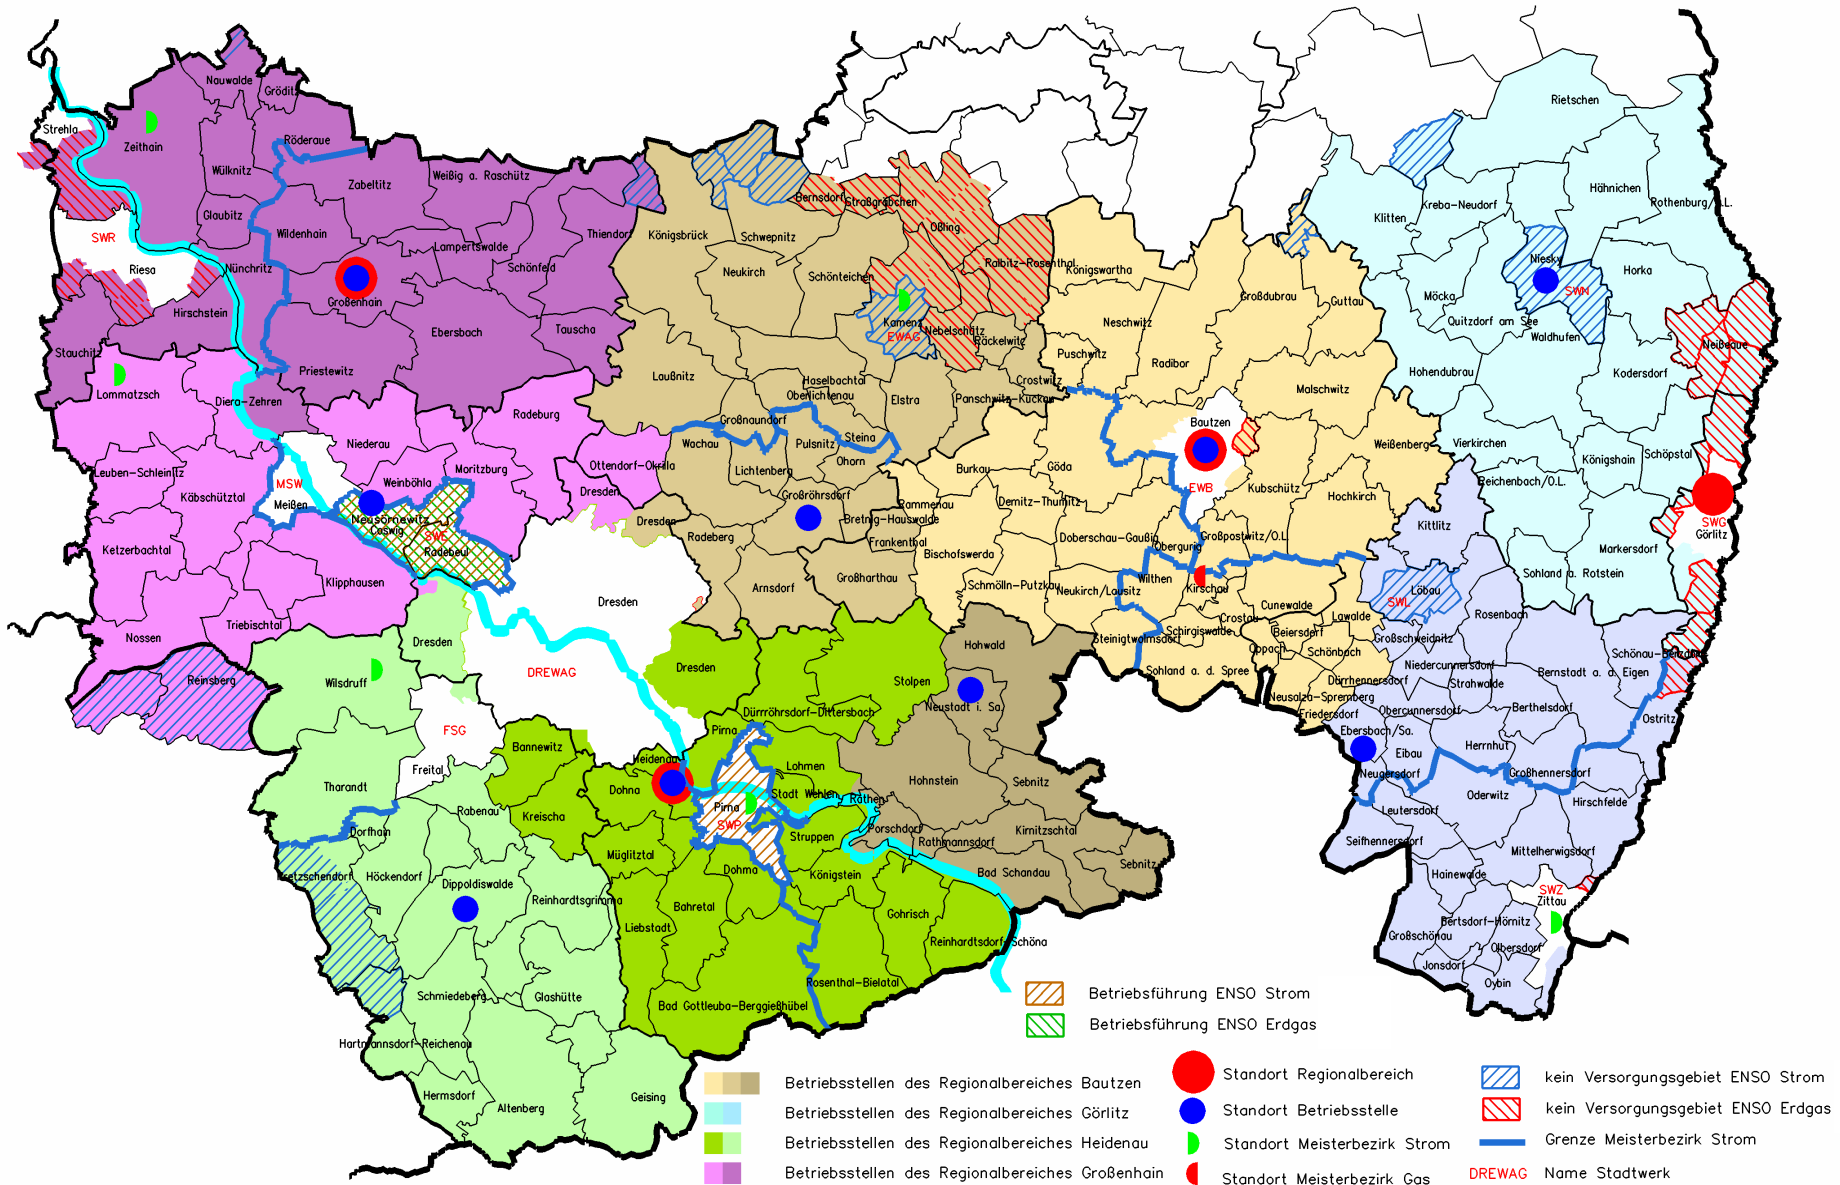 Nauwalde
Gröditz
Strehla
Zeithain
Röderaue
Wülknitz
Zabeltitz
Weißig a. Raschütz
Glaubitz
SWR
Wildenhain
Lampertswalde
Thiendorf
Riesa
Nünchritz
Schönfeld
Großenhain
Hirschstein
Ebersbach
Tauscha
Stauchitz
Priestewitz
Lommatzsch
Diera-Zehren
Radeburg
Niederau
Leuben-Schleinitz
Käbschütztal
MSW
Meißen
Weinböhla
Moritzburg
Ottendorf-Okrilla
Dresden
Neusörnewitz
Coswig
Radebeul
Ketzerbachtal
Klipphausen
Triebischtal
Nossen
Reinsberg
Dresden
Wilsdruff
DREWAG
Dresden
FSG
Freital
Tharandt
Rabenau
Dorfhain
Höckendorf
Dippoldiswalde
Reinhardtsgrimma
Schmiedeberg
Glashütte
Hartmannsdorf-Reichenau
Hermsdorf
Altenberg
Geising
Königsbrück
Schwepnitz
Bernsdorf
Straßgräbchen
Oßling
Neukirch
Schönteichen
Ralbitz-Rosenthal
Kamenz
EWAG
Nebelschütz
Räckelwitz
Laußnitz
Haselbachtal
Oberlichtenau
Elstra
Crostwitz
Panschwitz-Kuckau
Großnaundorf
Wachau
Pulsnitz
Steina
Lichtenberg
Ohorn
Großröhrsdorf
Bretnig-Hauswalde
Dresden
Radeberg
Frankenthal
Arnsdorf
Großharthau
Rammenau
Burkau
Bischofswerda
Königswartha
Großdubrau
Guttau
Neschwitz
Puschwitz
Radibor
Malschwitz
Bautzen
EWB
Weißenberg
Göda
Demitz-Thumitz
Kubschütz
Hochkirch
Doberschau-Gaußig
Obergurig
Großpostwitz/O.L.
Schmölln-Putzkau
Neukirch/Lausitz
Wilthen
Kirschau
Cunewalde
Crostau
Schirgiswalde
Lawalde
Beiersdorf
Steinigtwolmsdorf
Oppach
Schönbach
Sohland a. d. Spree
Dürrhennersdorf
Neusalza-Spremberg
Friedersdorf
Dresden
Stolpen
Hohwald
Neustadt i. Sa.
Dürrröhrsdorf-Dittersbach
Pirna
Bannewitz
Heidenau
Lohmen
Hohnstein
Sebnitz
Dohna
Stadt Wehlen
Rathen
Pirna
SWP
Kreischa
Struppen
Porschdorf
Rathmannsdorf
Kirnitzschtal
Müglitztal
Dohma
Königstein
Bad Schandau
Sebnitz
Bahretal
Liebstadt
Gohrisch
Reinhardtsdorf-Schöna
Rosenthal-Bielatal
Bad Gottleuba-Berggießhübel
Rietschen
Hähnichen
Kreba-Neudorf
Klitten
Niesky
SWN
Horka
Möcka
Quitzdorf am See
Waldhufen
Hohendubrau
Kodersdorf
Vierkirchen
Königshain
Schöpstal
Reichenbach/O.L.
SWG
Görlitz
Markersdorf
Sohland a. Rotstein
Kittlitz
Löbau
SWL
Rosenbach
Großschweidnitz
Niedercunnersdorf
Strahwalde
Bernstadt a. d. Eigen
Obercunnersdorf
Berthelsdorf
Ostritz
Ebersbach/Sa.
Eibau
Herrnhut
Neugersdorf
Großhennersdorf
Oderwitz
Hirschfelde
Leutersdorf
Seifhennersdorf
Mittelherwigsdorf
Hainewalde
SWZ
Zittau
Großschönau
Bertsdorf-Hörnitz
Olbersdorf
Jonsdorf
Oybin
Betriebsführung ENSO Strom
Betriebsführung ENSO Erdgas
Betriebsstellen des Regionalbereiches Bautzen
Betriebsstellen des Regionalbereiches Görlitz
Betriebsstellen des Regionalbereiches Heidenau
Betriebsstellen des Regionalbereiches Großenhain
Standort Regionalbereich
Standort Betriebsstelle
Standort Meisterbezirk Strom
Standort Meisterbezirk Gas
kein Versorgungsgebiet ENSO Strom
kein Versorgungsgebiet ENSO Erdgas
Grenze Meisterbezirk Strom
DREWAG Name Stadtwerk